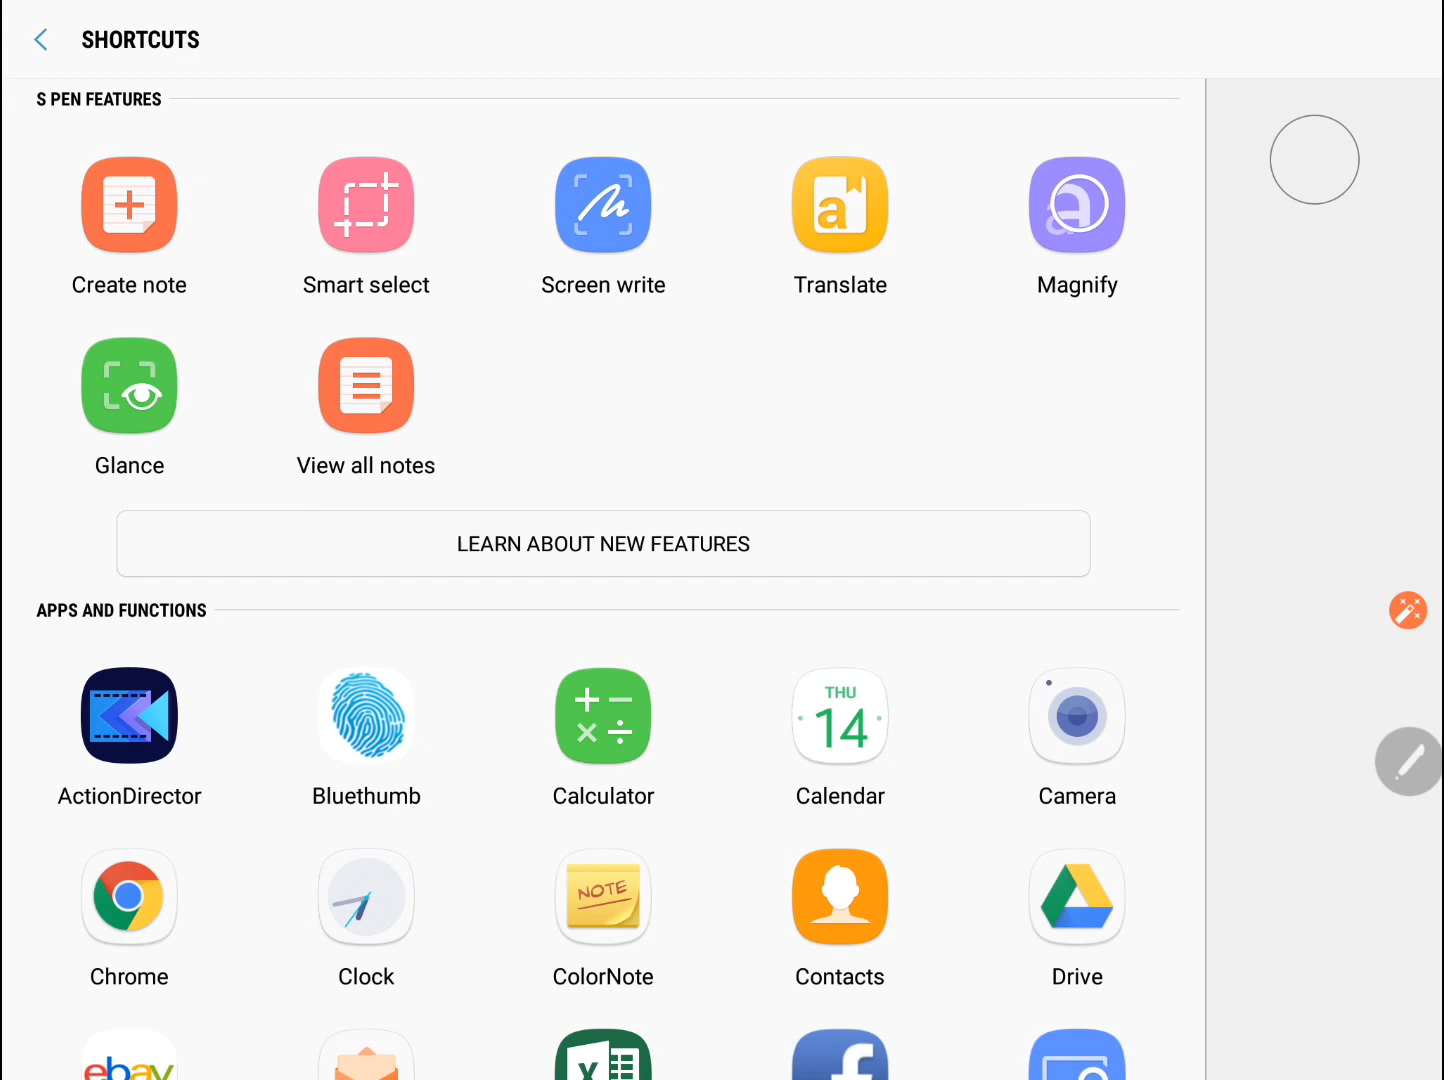 SHORTCUTS
S PEN FEATURES
a
a
a
Create note
Smart select
Screen write
Translate
Magnify
Glance
View all notes
LEARN ABOUT NEW FEATURES
APPS AND FUNCTIONS
THU
14
ActionDirector
Bluethumb
Calculator
Calendar
Camera
NOTE
Chrome
Clock
ColorNote
Contacts
Drive
ebay
X
f